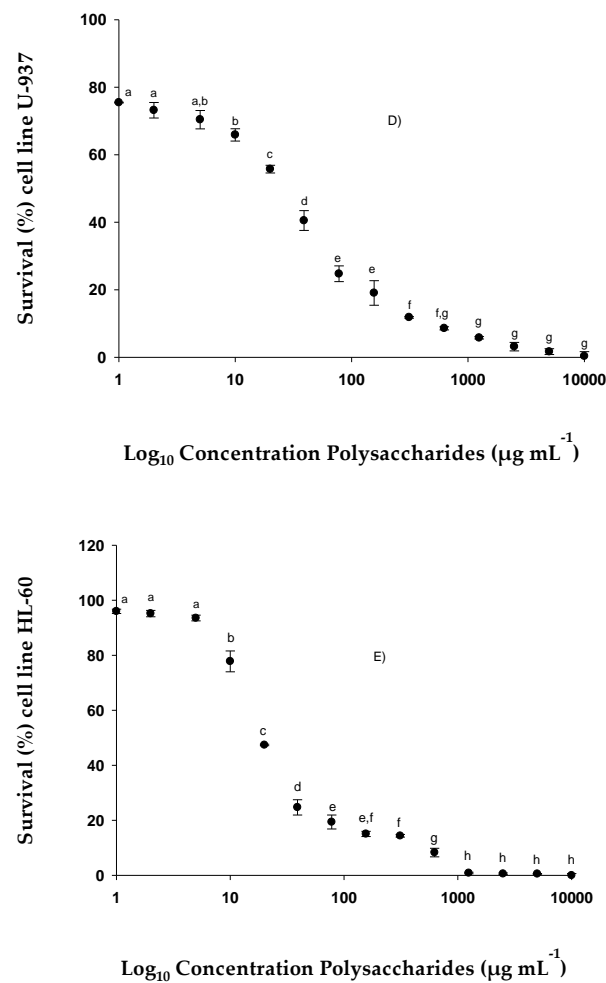 100
80
60
40
20
0
Survival (%) cell line U-937
a
a
a,b
b
c
d
e
e
f
f,g
g
g
g
g
D)
1
10
100
1000
10000
Log₁₀ Concentration Polysaccharides (µg mL⁻¹)
120
100
80
60
40
20
0
Survival (%) cell line HL-60
a
a
a
b
c
d
e
e,f
f
g
h
h
h
h
E)
1
10
100
1000
10000
Log₁₀ Concentration Polysaccharides (µg mL⁻¹)